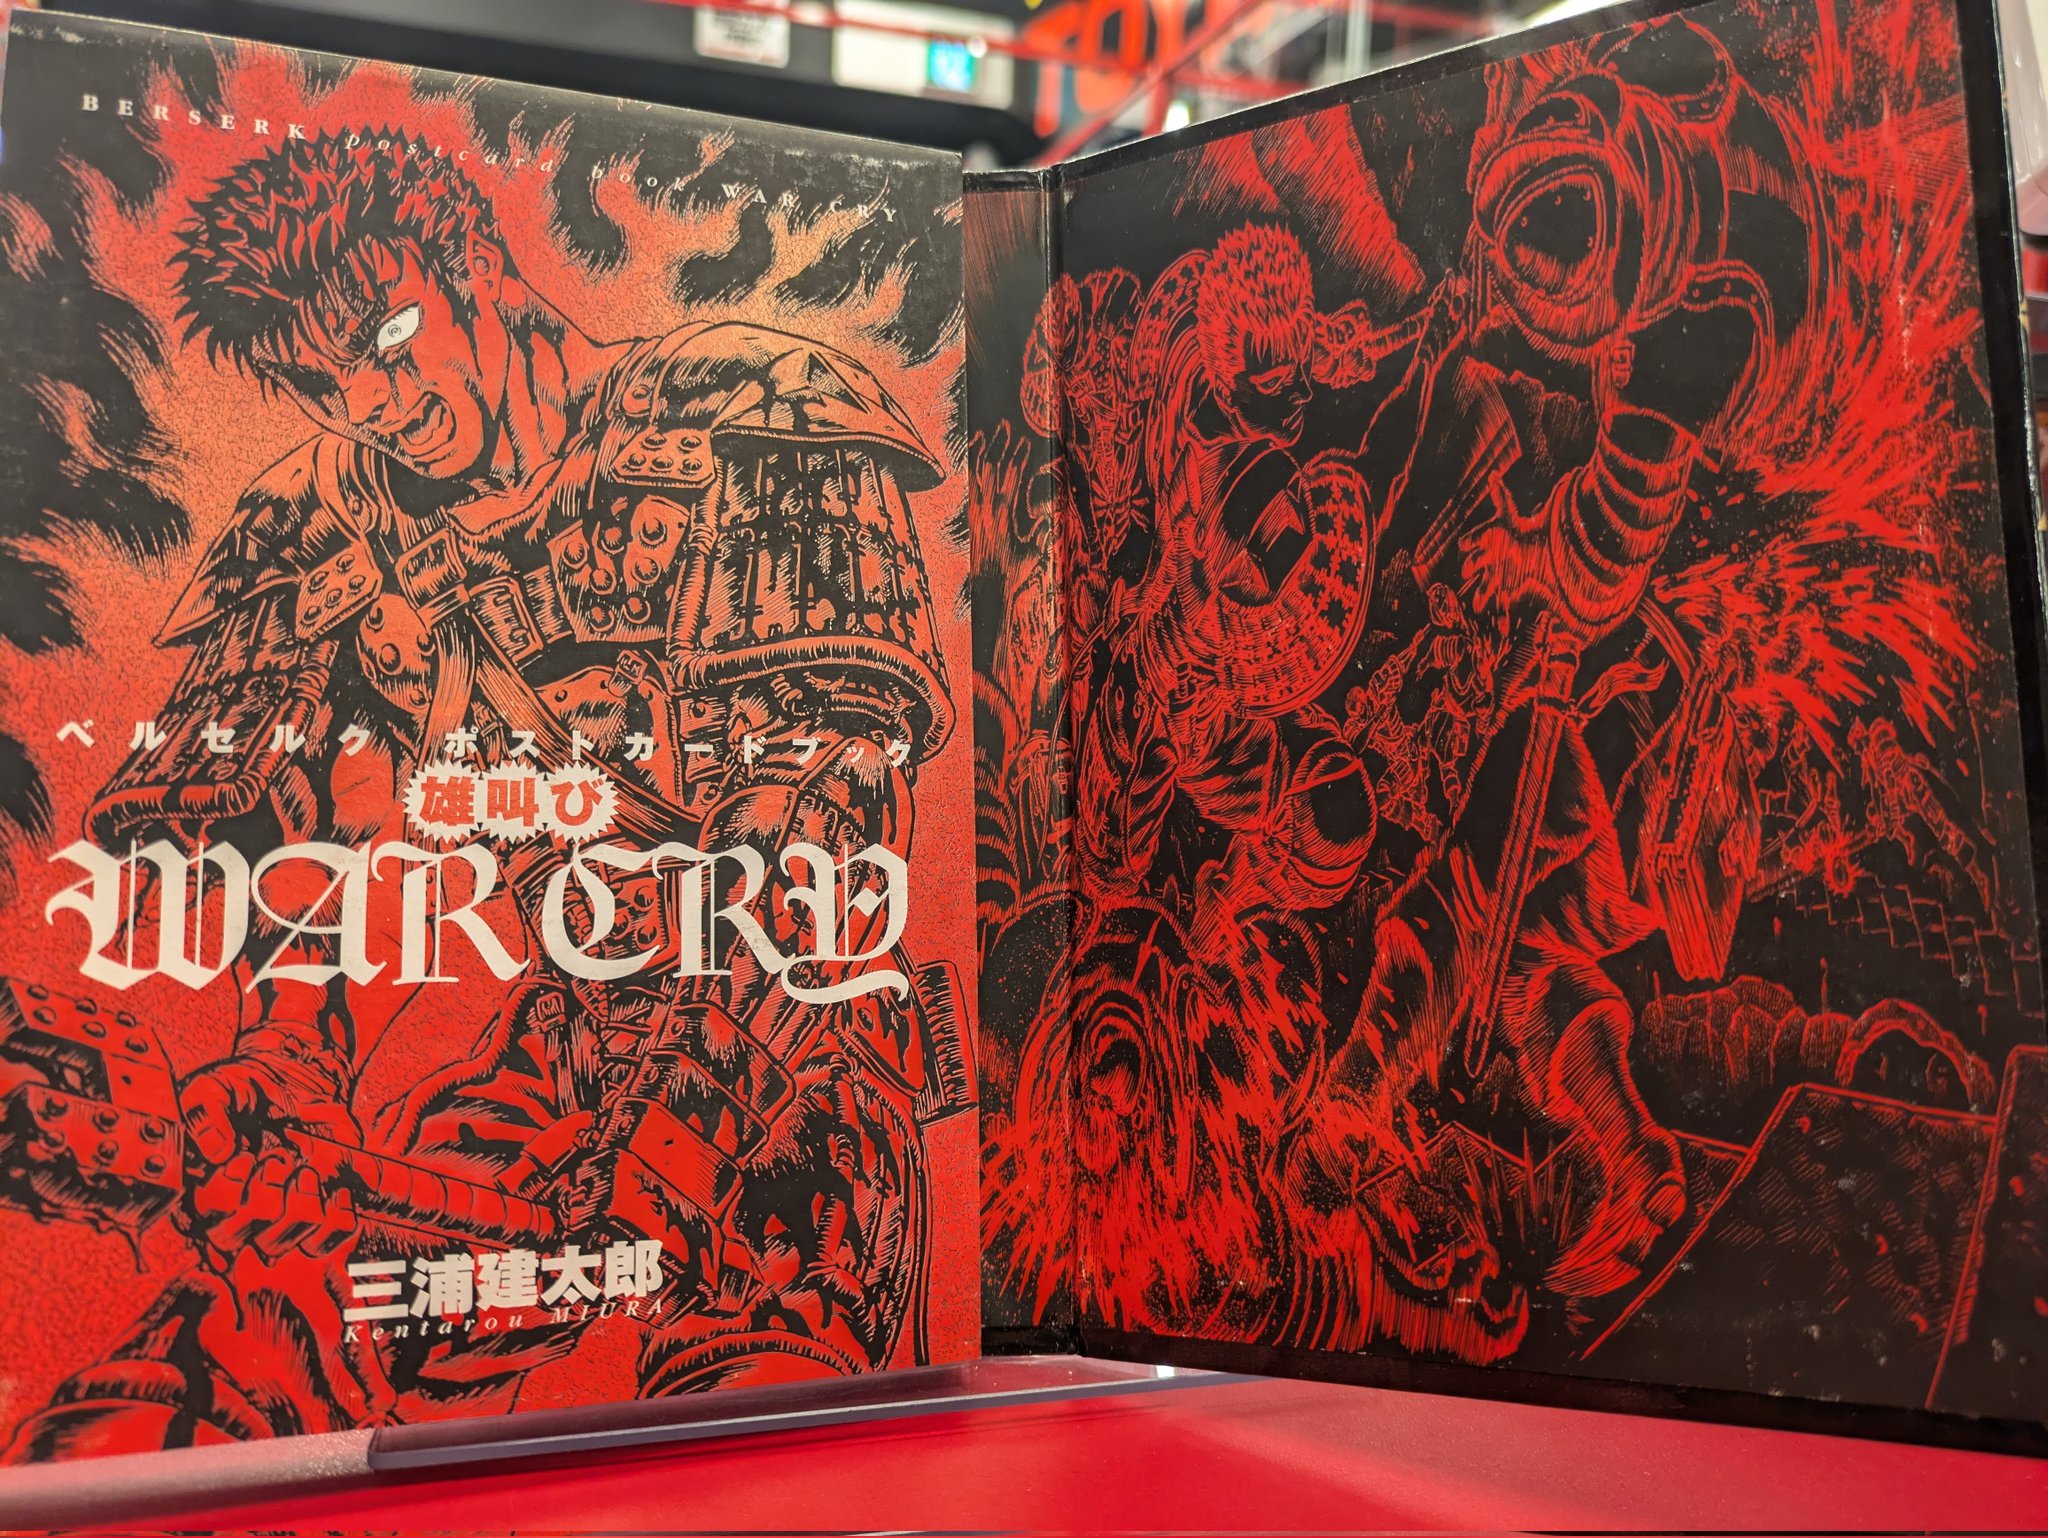 BERSERK postcard book WAR CRY
ベルセルク ポストカードブック
雄叫び
WAR CRY
三浦建太郎
Kentarou MIURA